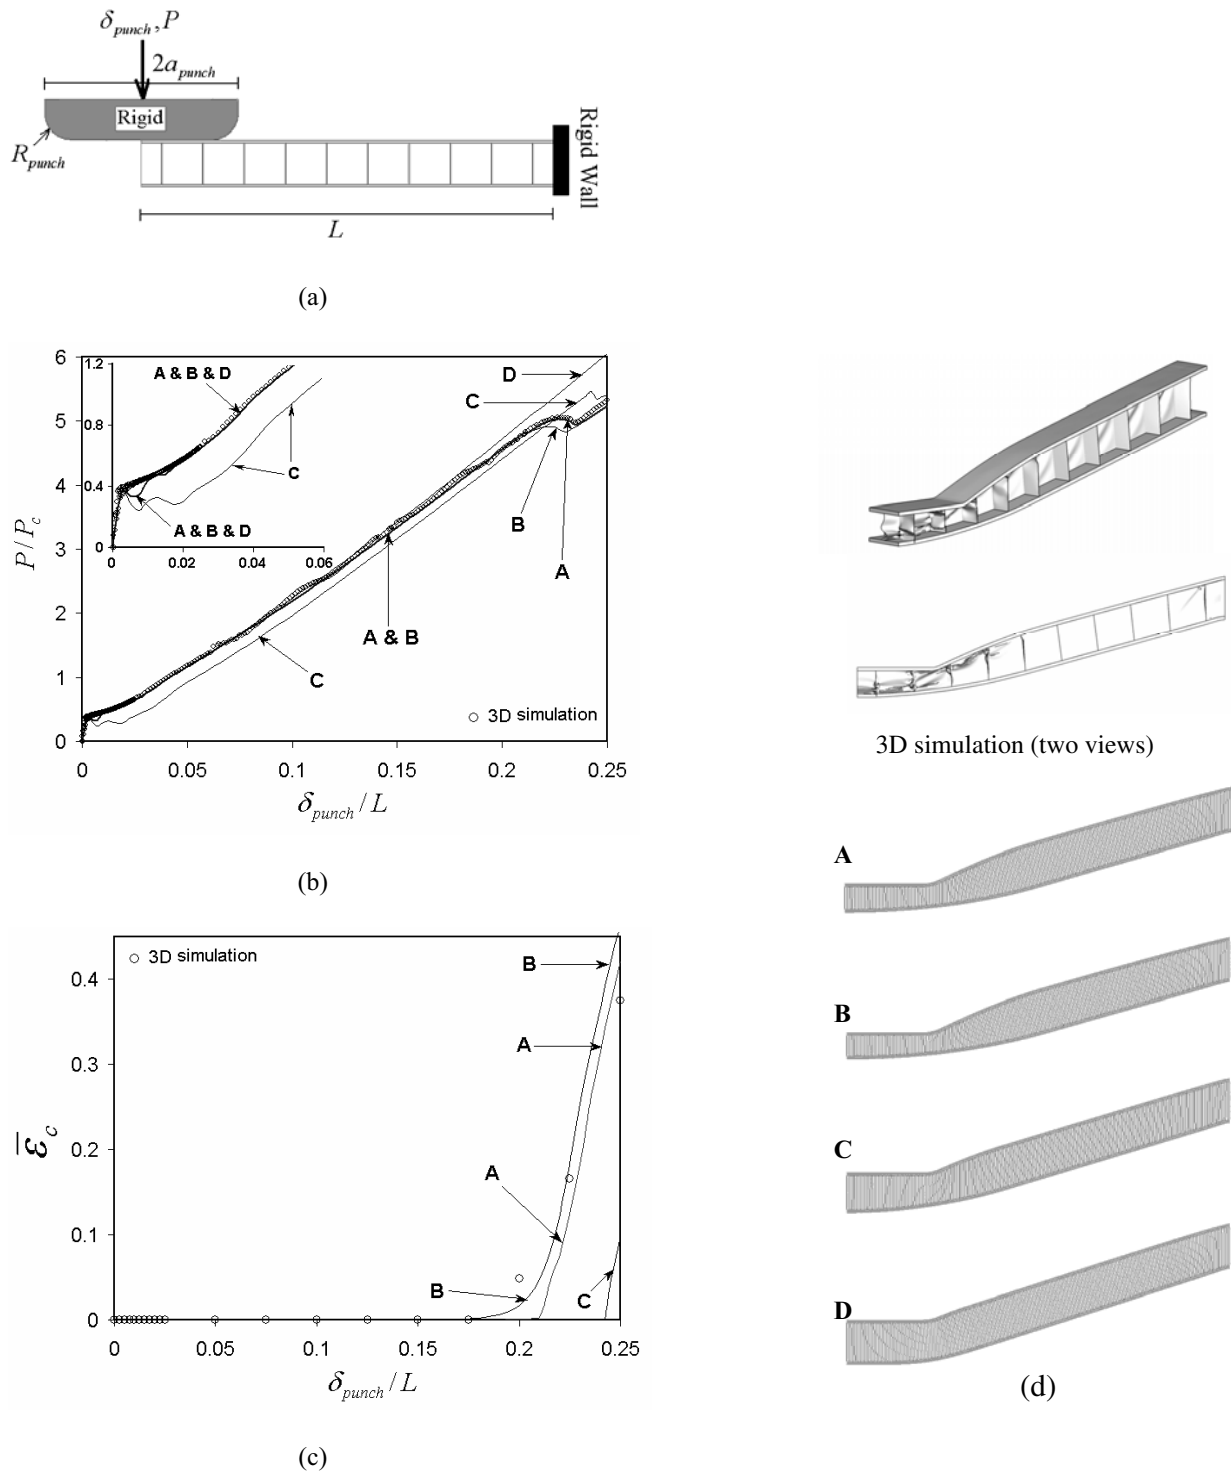 δ_punch, P
2a_punch
Rigid
R_punch
Rigid Wall
L
(a)
6
5
4
3
2
1
0
P/P_c
1.2
0.8
0.4
0
0
0.02
0.04
0.06
A & B & D
C
A & B & D
D
C
B
A
A & B
C
○ 3D simulation
0
0.05
0.1
0.15
0.2
0.25
δ_punch/L
(b)
○ 3D simulation
0.4
0.3
0.2
0.1
0
ε̅_c
B
A
A
B
C
0
0.05
0.1
0.15
0.2
0.25
δ_punch/L
(c)
3D simulation (two views)
A
B
C
D
(d)